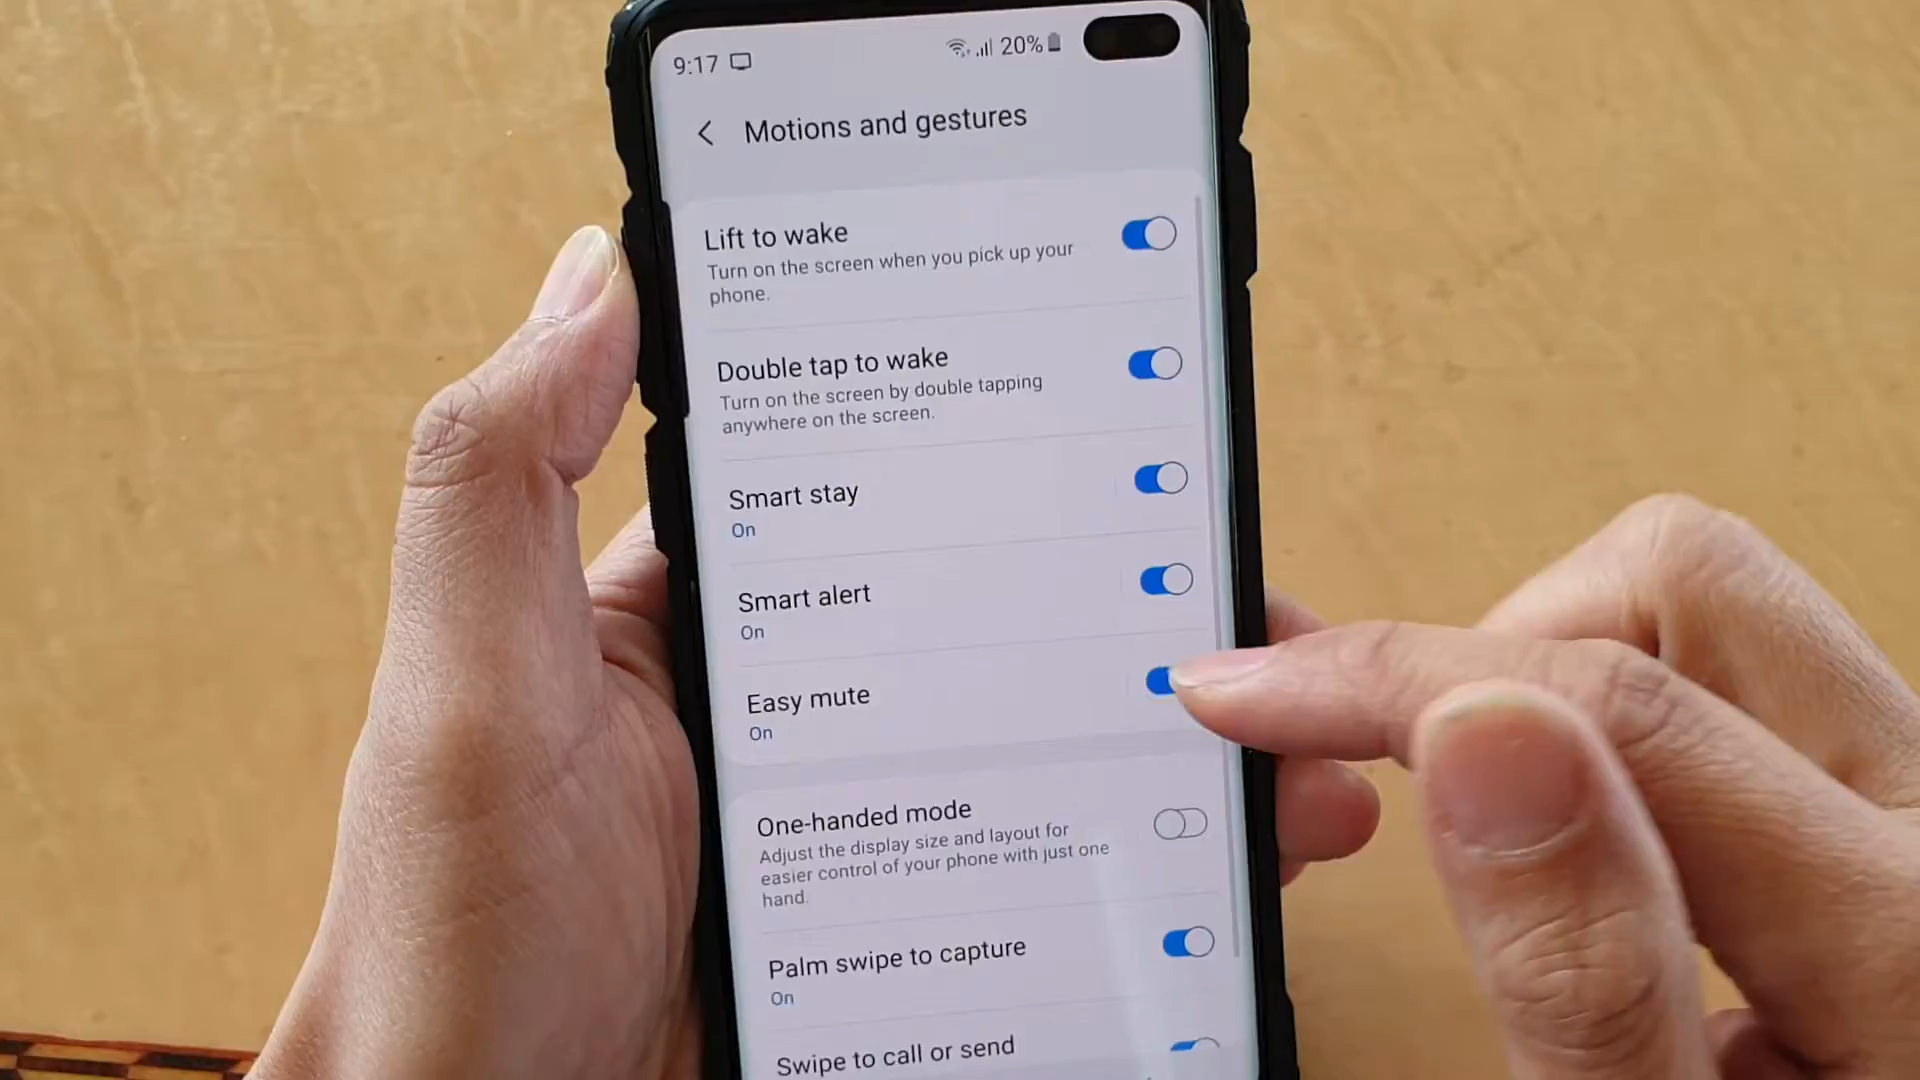 9:17
20%
Motions and gestures
Lift to wake
Turn on the screen when you pick up your
phone.
Double tap to wake
Turn on the screen by double tapping
anywhere on the screen.
Smart stay
On
Smart alert
On
Easy mute
On
One-handed mode
Adjust the display size and layout for
easier control of your phone with just one
hand.
Palm swipe to capture
On
Swipe to call or send